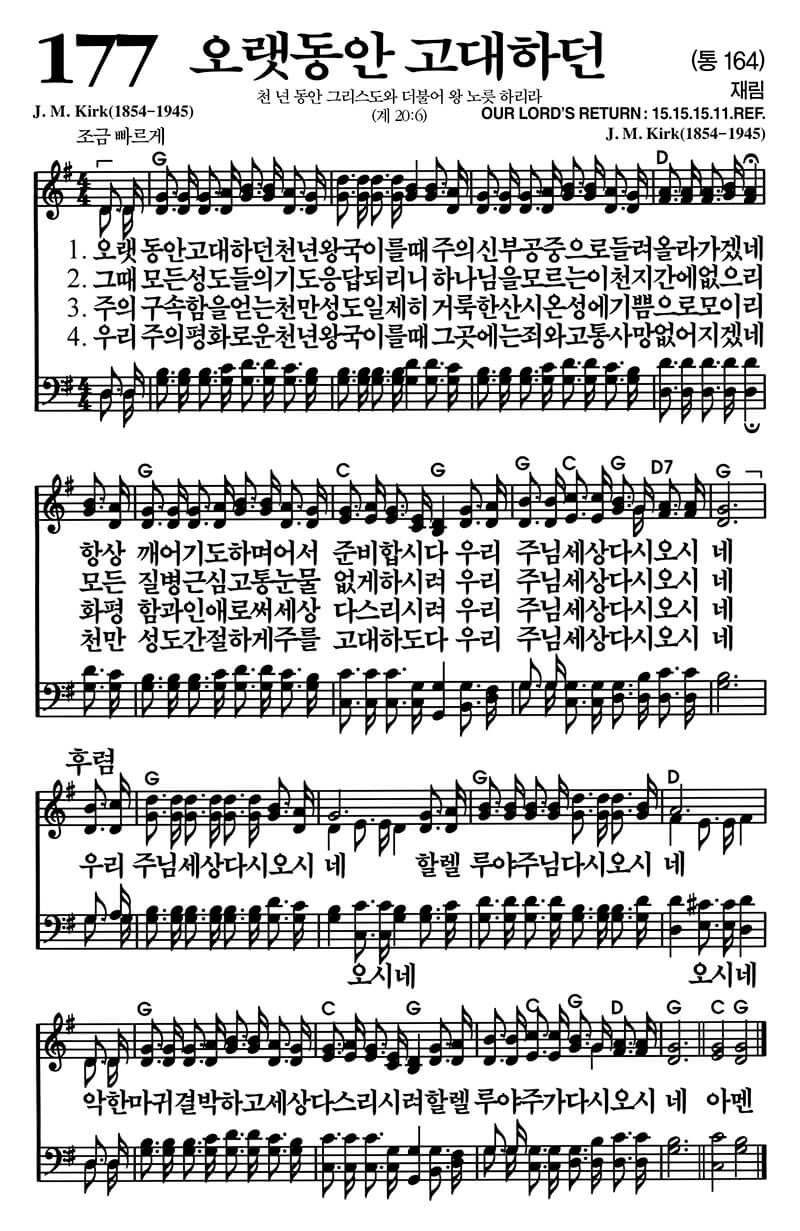 177 오랫동안 고대하던 (통 164)
천 년 동안 그리스도와 더불어 왕 노릇 하리라 재림
J. M. Kirk(1854-1945) (계 20:6) OUR LORD'S RETURN : 15.15.15.11.REF.
조금 빠르게 J. M. Kirk(1854-1945)
G D
1. 오랫동안고대하던천년왕국이를때 주의신부공중으로들려올라가겠네
2. 그때 모든성도들의기도응답되리니 하나님을모르는이천지간에없으리
3. 주의 구속함을얻는천만성도일제히 거룩한산시온성에기쁨으로모이리
4. 우리 주의평화로운천년왕국이를때 그곳에는죄와고통사망없어지겠네
G C G G C G D7 G
항상 깨어기도하며어서 준비합시다 우리 주님세상다시오시 네
모든 질병근심고통눈물 없게하시려 우리 주님세상다시오시 네
화평 함과인애로써세상 다스리시려 우리 주님세상다시오시 네
천만 성도간절하게주를 고대하도다 우리 주님세상다시오시 네
후렴
G G D
우리 주님세상다시오시 네 할렐 루야주님다시오시 네
오시네 오시네
G C G C G D G C G
악한마귀결박하고세상다스리시려할렐루야주가다시오시 네 아멘